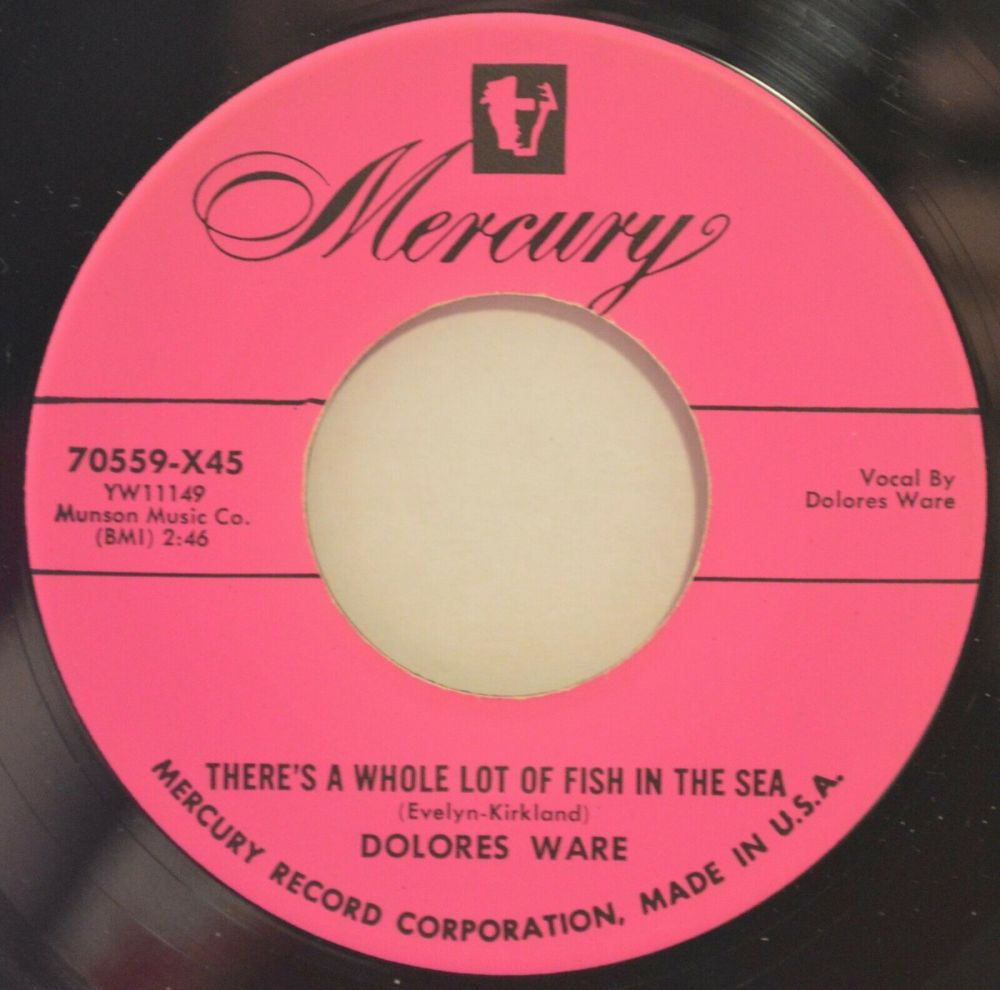 Mercury
70559-X45
YW11149
Munson Music Co.
(BMI) 2:46
Vocal By
Dolores Ware
THERE'S A WHOLE LOT OF FISH IN THE SEA
(Evelyn-Kirkland)
DOLORES WARE
MERCURY RECORD CORPORATION, MADE IN U.S.A.